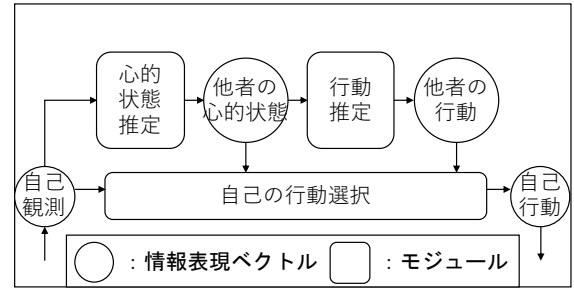 心的
状態
推定
他者の
心的状態
行動
推定
他者の
行動
自己
観測
自己の行動選択
自己
行動
：情報表現ベクトル
：モジュール